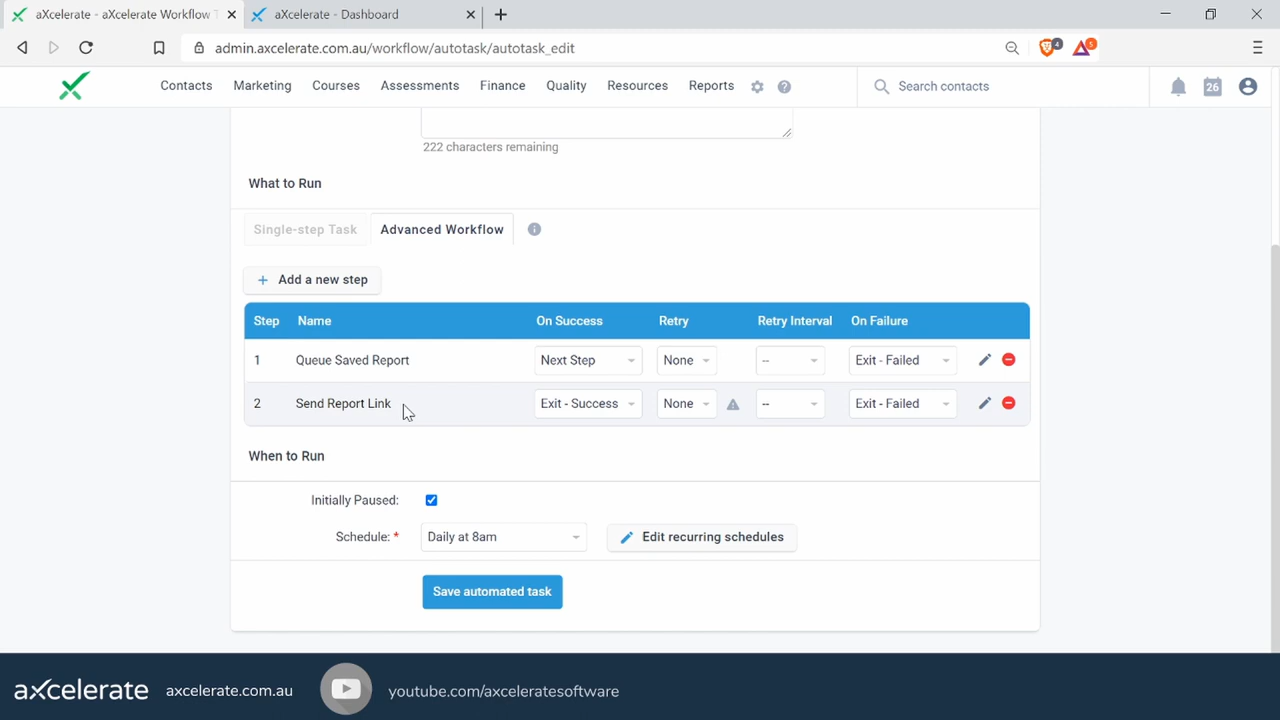 aXcelerate - aXcelerate Workflow T
aXcelerate - Dashboard
admin.axcelerate.com.au/workflow/autotask/autotask_edit
4
5
Contacts Marketing Courses Assessments Finance Quality Resources Reports
Search contacts
26
222 characters remaining
What to Run
Single-step Task
Advanced Workflow
+ Add a new step
Step Name On Success Retry Retry Interval On Failure
1 Queue Saved Report Next Step None -- Exit - Failed
2 Send Report Link Exit - Success None -- Exit - Failed
When to Run
Initially Paused:
Schedule: * Daily at 8am Edit recurring schedules
Save automated task
axcelerate axcelerate.com.au youtube.com/axceleratesoftware